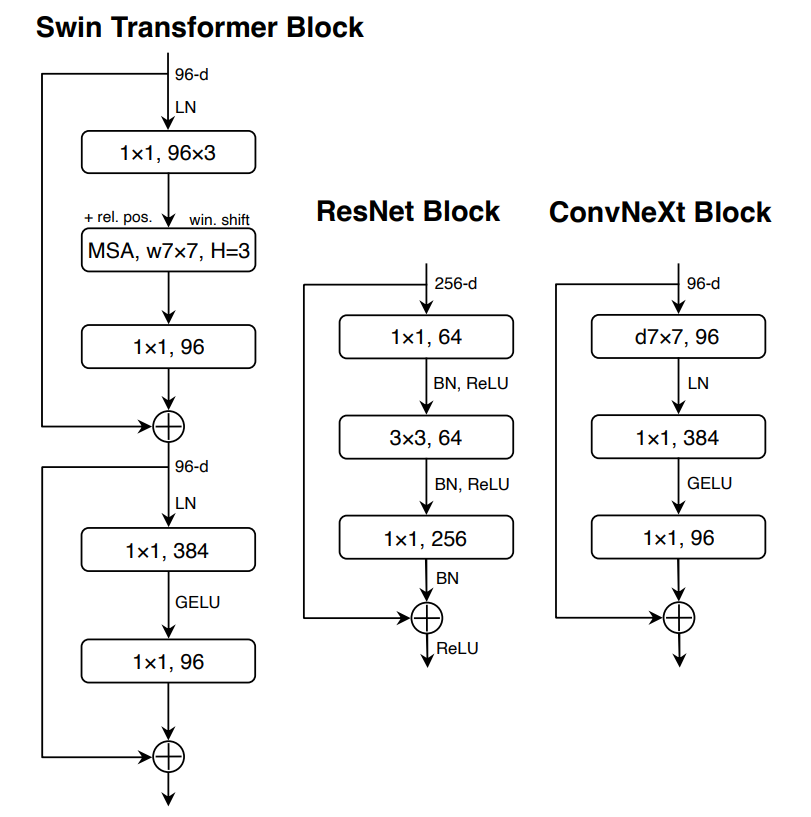 Swin Transformer Block
96-d
LN
1×1, 96×3
+ rel. pos.
win. shift
MSA, w7×7, H=3
1×1, 96
96-d
LN
1×1, 384
GELU
1×1, 96
ResNet Block
256-d
1×1, 64
BN, ReLU
3×3, 64
BN, ReLU
1×1, 256
BN
ReLU
ConvNeXt Block
96-d
d7×7, 96
LN
1×1, 384
GELU
1×1, 96